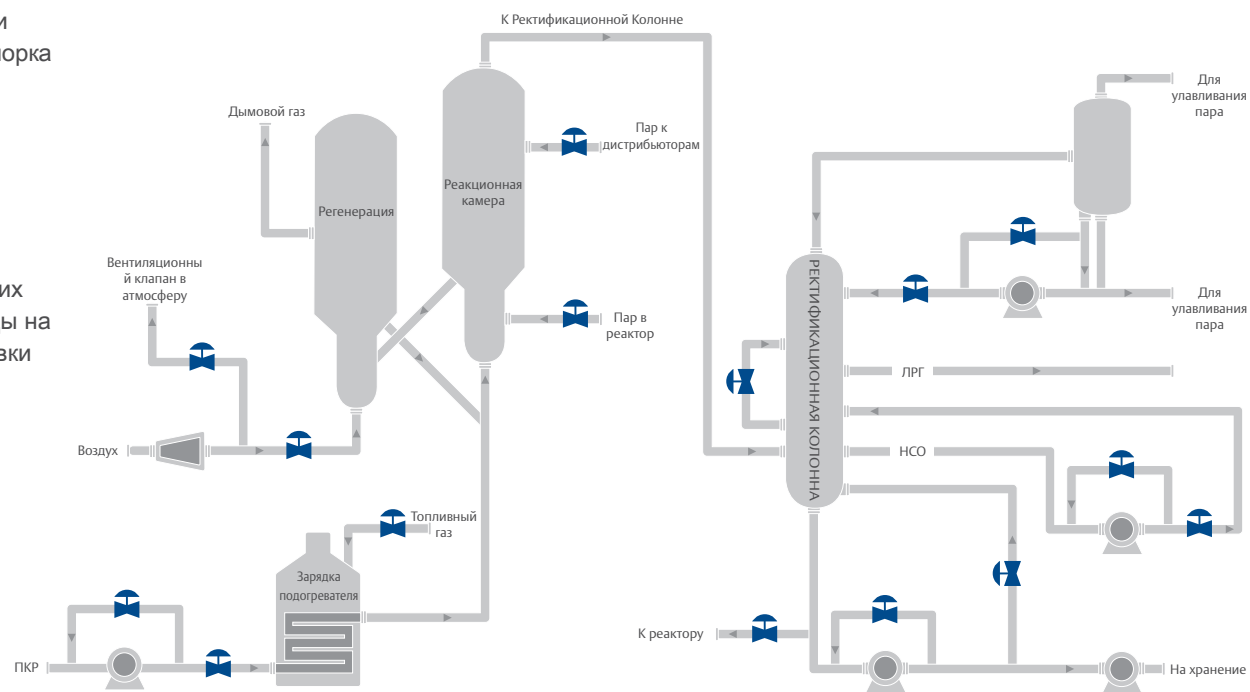 и
порка
их
ы на
вки
К Ректификационной Колонне
Дымовой газ
Регенерация
Реакционная
камера
Пар к
дистрибьюторам
Пар в
реактор
Вентиляционны
й клапан в
атмосферу
Воздух
Топливный
газ
Зарядка
подогревателя
ПКР
Для
улавливания
пара
РЕКТИФИКАЦИОННАЯ КОЛОННА
Для
улавливания
пара
ЛРГ
НСО
К реактору
На хранение